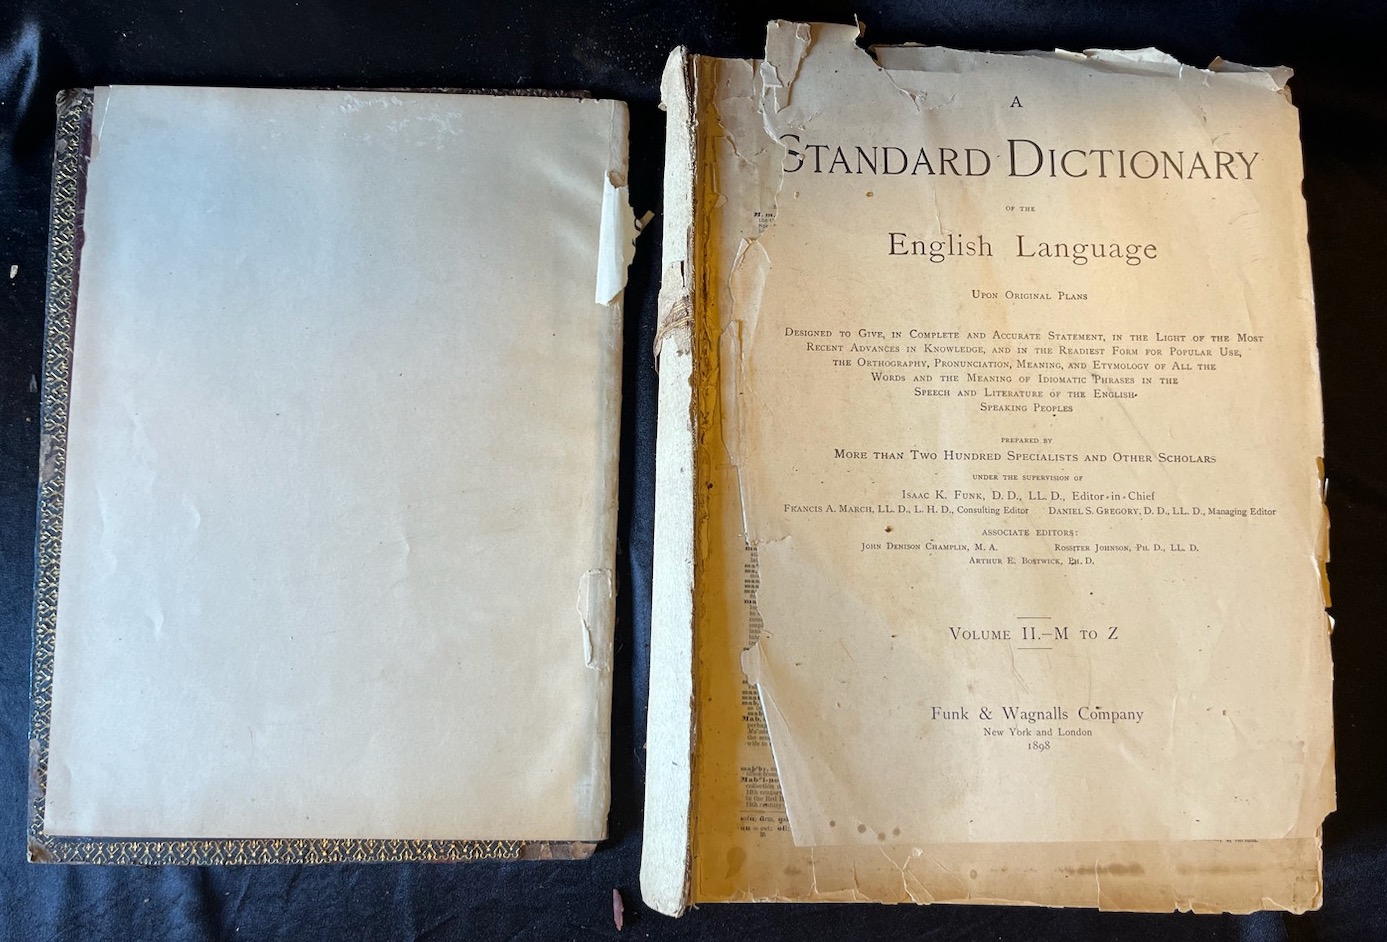 A
Standard Dictionary
OF THE
English Language
Upon Original Plans
Designed to Give, in Complete and Accurate Statement, in the Light of the Most
Recent Advances in Knowledge, and in the Readiest Form for Popular Use,
the Orthography, Pronunciation, Meaning, and Etymology of All the
Words and the Meaning of Idiomatic Phrases in the
Speech and Literature of the English-
Speaking Peoples
PREPARED BY
More than Two Hundred Specialists and Other Scholars
UNDER THE SUPERVISION OF
Isaac K. Funk, D. D., LL. D., Editor-in-Chief
Francis A. March, LL. D., L. H. D., Consulting Editor Daniel S. Gregory, D. D., LL. D., Managing Editor
ASSOCIATE EDITORS:
John Denison Champlin, M. A. Rossiter Johnson, Ph. D., LL. D.
Arthur E. Bostwick, Ph. D.
Volume II.—M to Z
Funk & Wagnalls Company
New York and London
1898